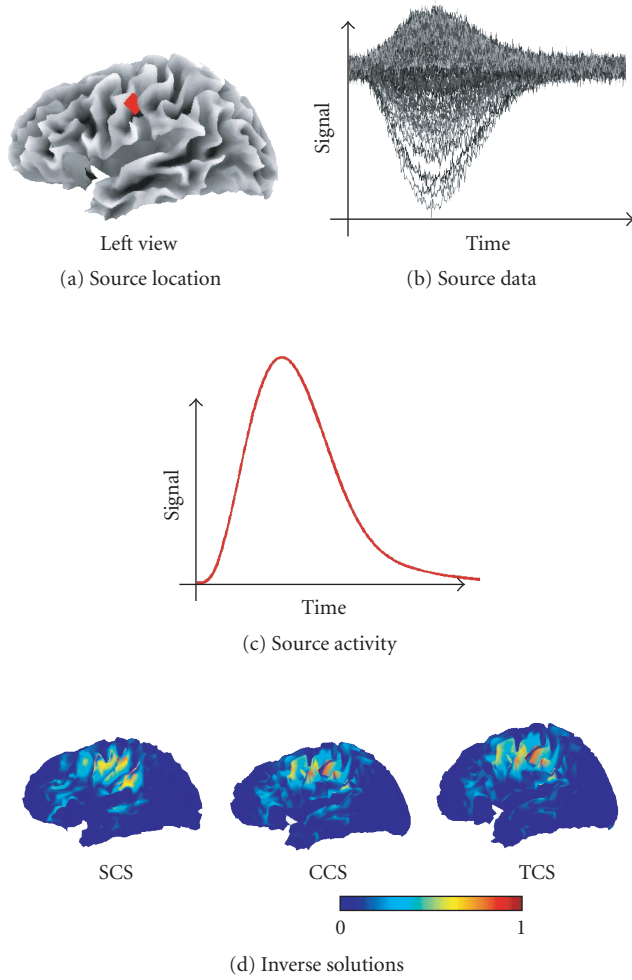 Left view
(a) Source location
Signal
Time
(b) Source data
Signal
Time
(c) Source activity
SCS
CCS
TCS
0
1
(d) Inverse solutions